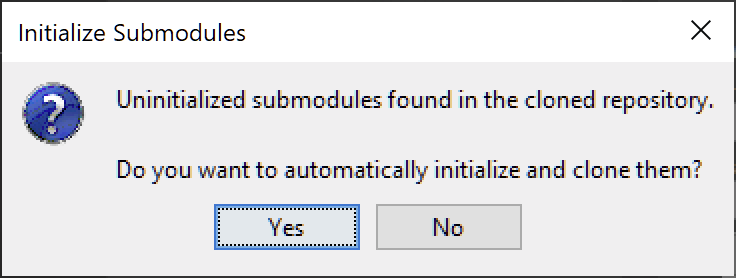 Initialize Submodules
Uninitialized submodules found in the cloned repository.
Do you want to automatically initialize and clone them?
Yes
No